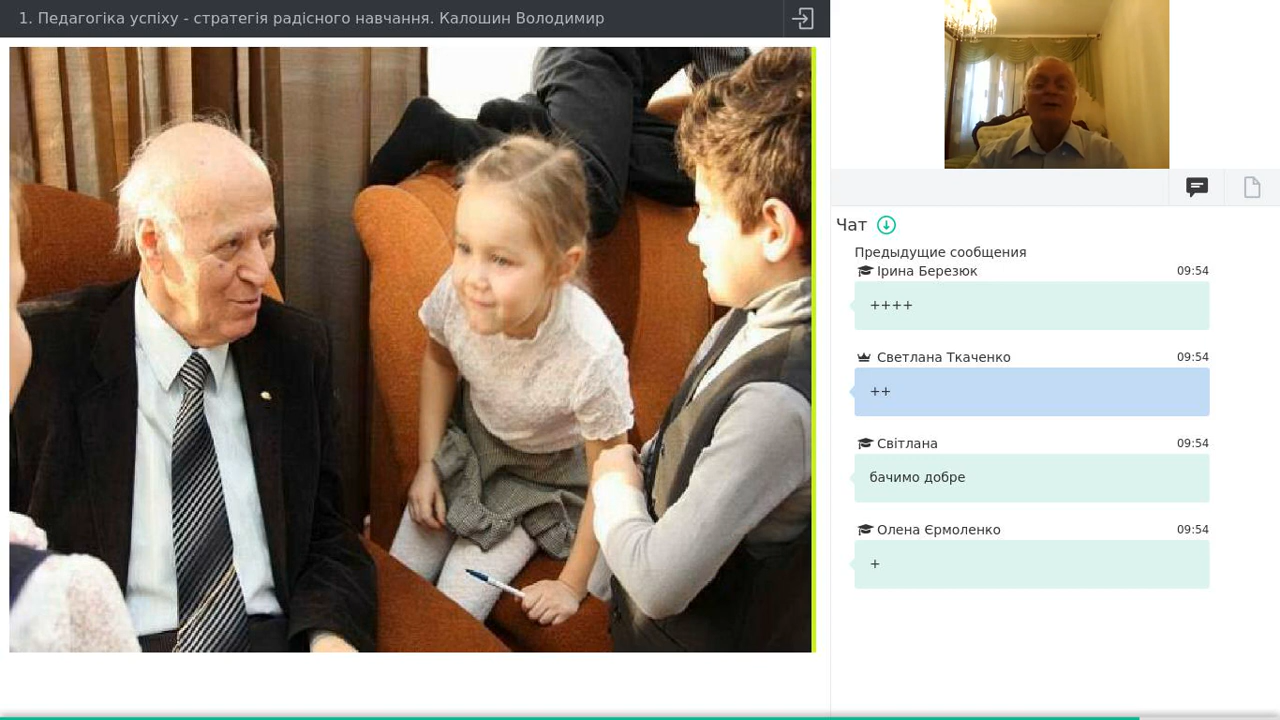 1. Педагогіка успіху - стратегія радісного навчання. Калошин Володимир
Чат
Предыдущие сообщения
Ірина Березюк 09:54
++++
Светлана Ткаченко 09:54
++
Світлана 09:54
бачимо добре
Олена Єрмоленко 09:54
+